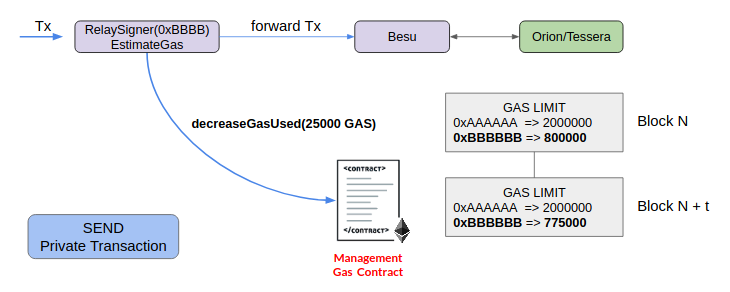 Tx
RelaySigner(0xBBBB)
EstimateGas
forward Tx
Besu
Orion/Tessera
decreaseGasUsed(25000 GAS)
GAS LIMIT
0xAAAAAA => 2000000
0xBBBBBB => 800000
Block N
<CONTRACT>
</CONTRACT>
GAS LIMIT
0xAAAAAA => 2000000
0xBBBBBB => 775000
Block N + t
SEND
Private Transaction
Management
Gas Contract